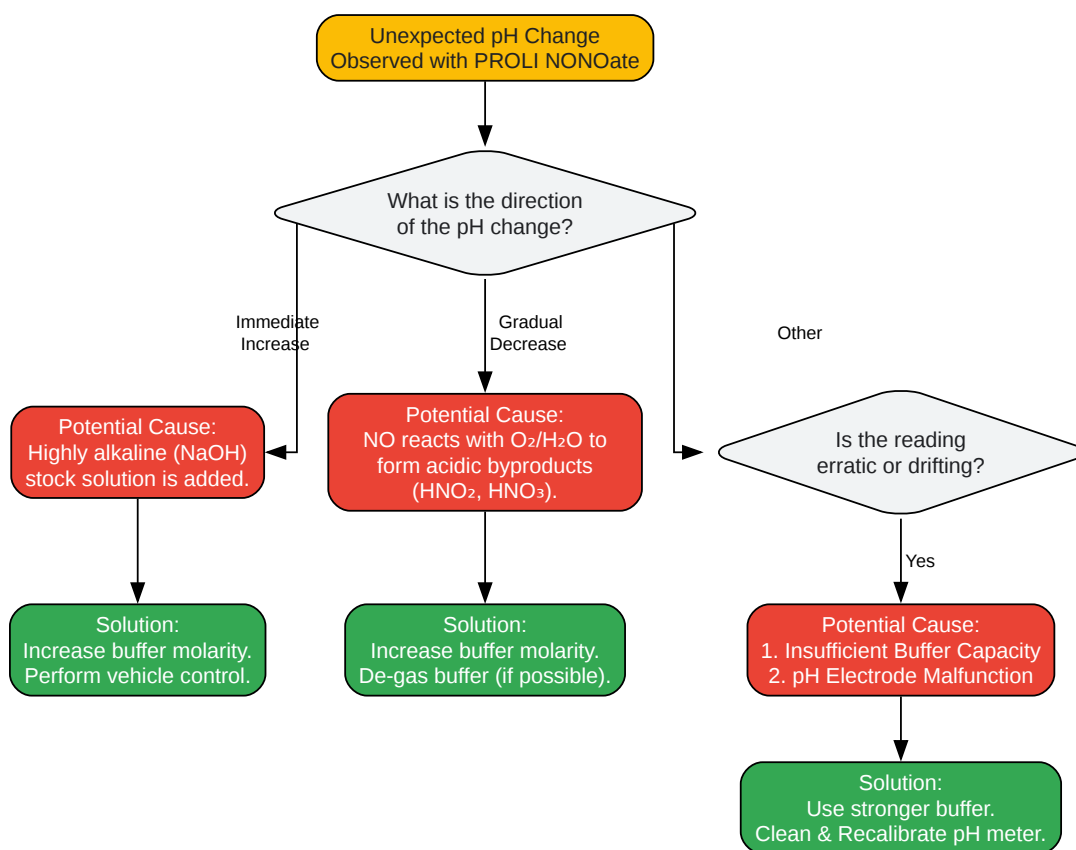 Unexpected pH Change
Observed with PROLI NONOate
What is the direction
of the pH change?
Immediate
Increase
Gradual
Decrease
Other
Potential Cause:
Highly alkaline (NaOH)
stock solution is added.
Potential Cause:
NO reacts with O₂/H₂O to
form acidic byproducts
(HNO₂, HNO₃).
Is the reading
erratic or drifting?
Yes
Solution:
Increase buffer molarity.
Perform vehicle control.
Solution:
Increase buffer molarity.
De-gas buffer (if possible).
Potential Cause:
1. Insufficient Buffer Capacity
2. pH Electrode Malfunction
Solution:
Use stronger buffer.
Clean & Recalibrate pH meter.